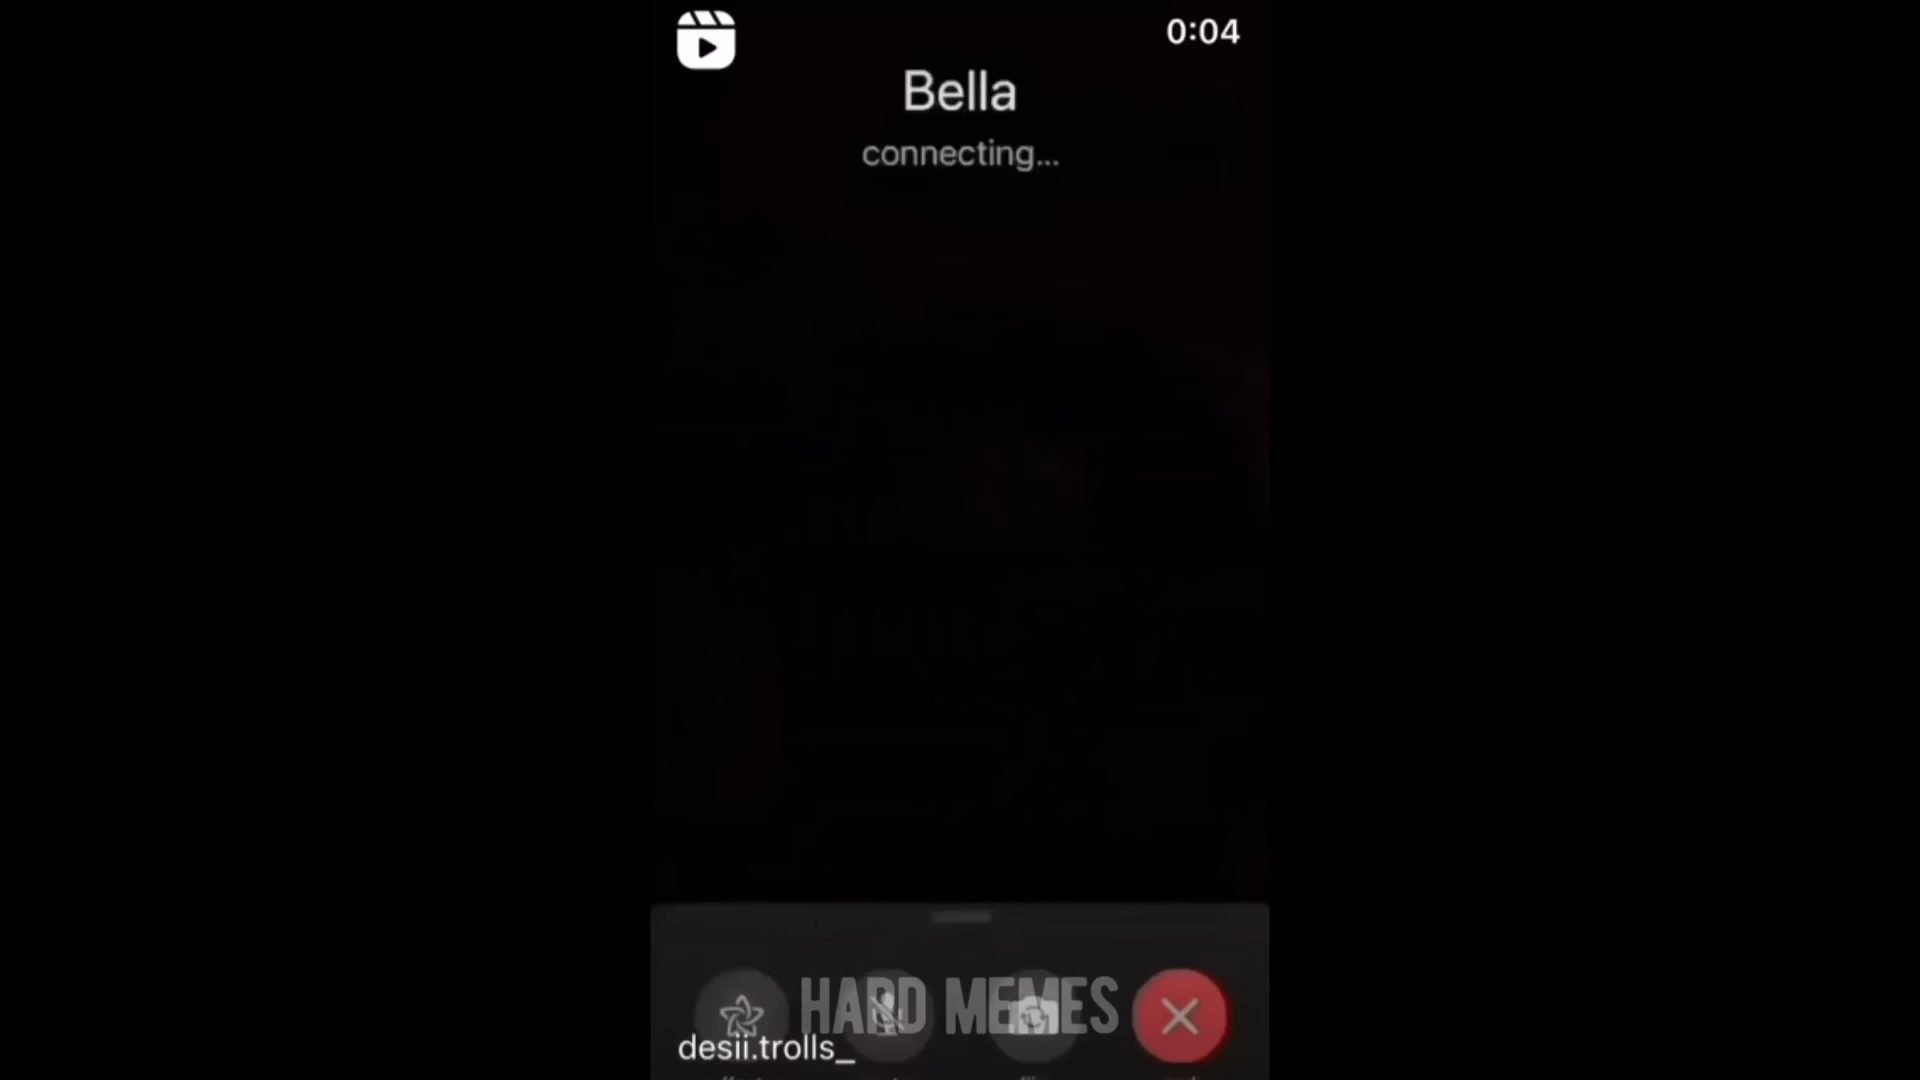 0:04
Bella
connecting...
HARD MEMES
desii.trolls_